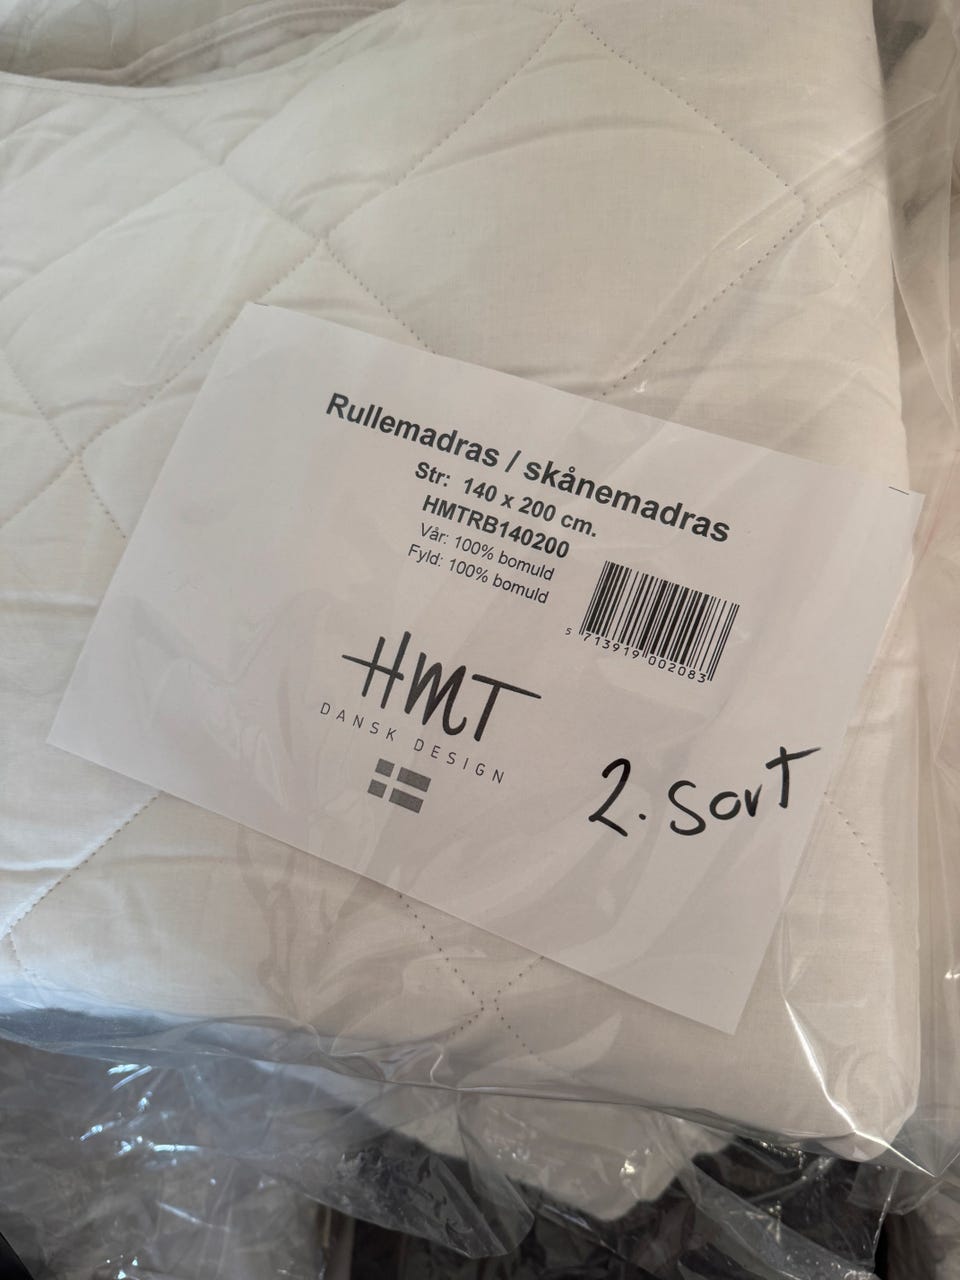 Rullemadras / skånemadras
Str: 140 x 200 cm.
HMTRB140200
Vår: 100% bomuld
Fyld: 100% bomuld
5 713919 002083
HMT
DANSK DESIGN
2. Sort